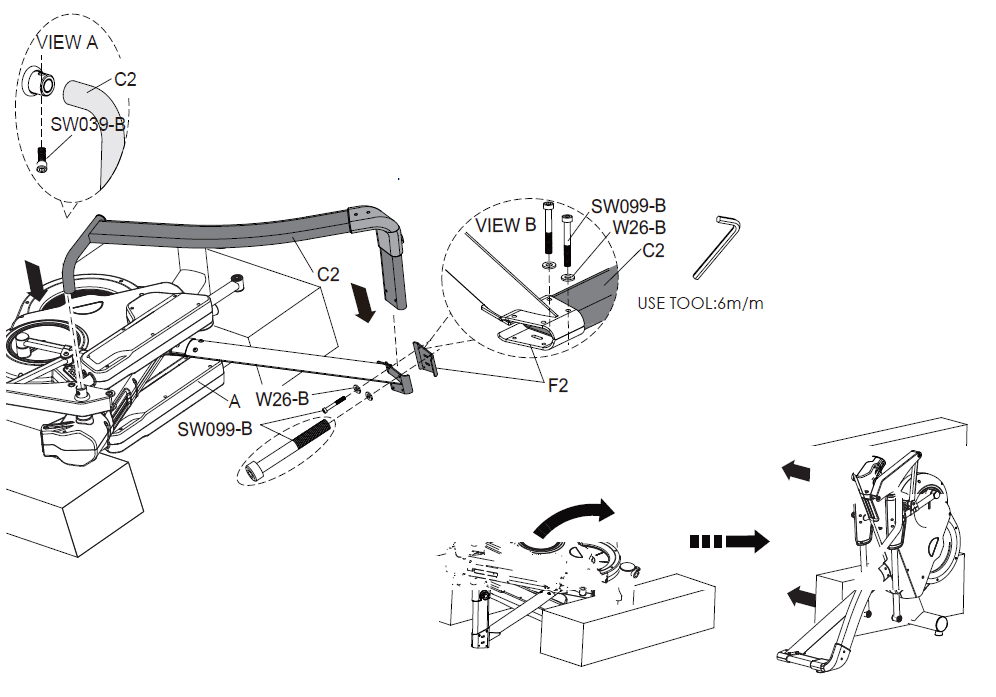 VIEW A
C2
SW039-B
SW099-B
VIEW B
W26-B
C2
C2
USE TOOL:6m/m
F2
A
W26-B
SW099-B